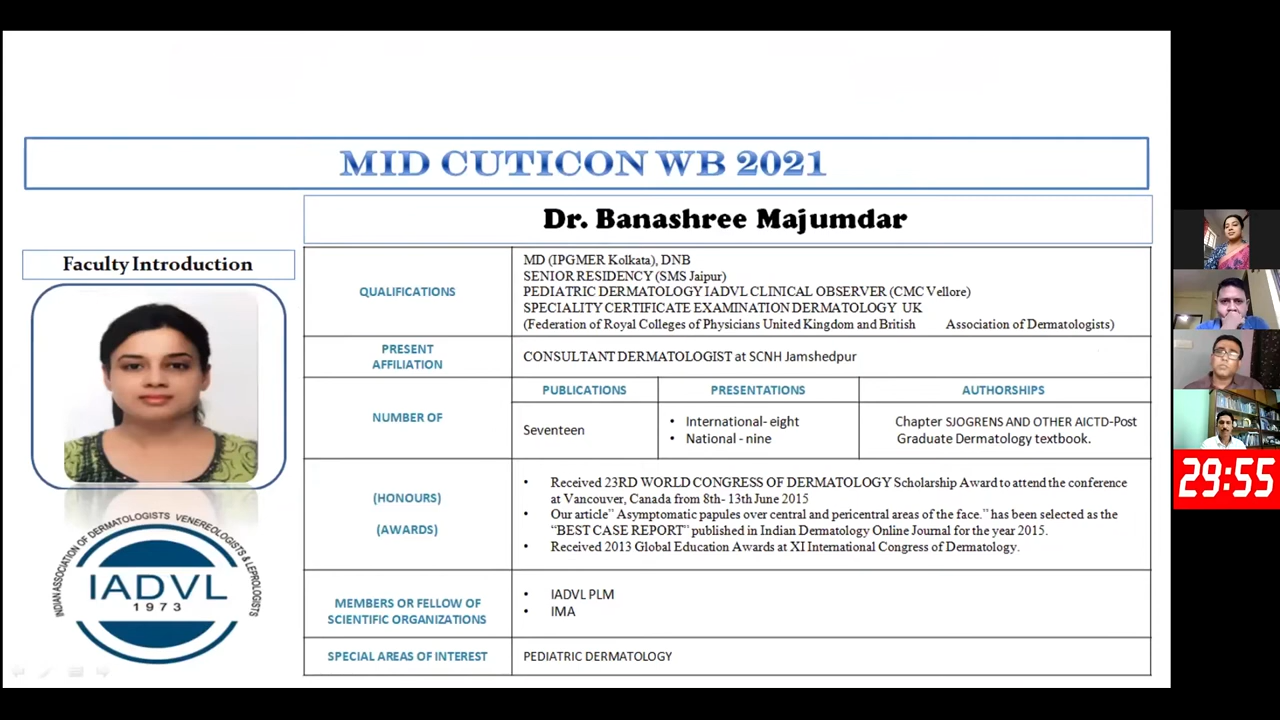 MID CUTICON WB 2021
Dr. Banashree Majumdar
Faculty Introduction
QUALIFICATIONS
MD (IPGMER Kolkata), DNB
SENIOR RESIDENCY (SMS Jaipur)
PEDIATRIC DERMATOLOGY IADVL CLINICAL OBSERVER (CMC Vellore)
SPECIALITY CERTIFICATE EXAMINATION DERMATOLOGY UK
(Federation of Royal Colleges of Physicians United Kingdom and British Association of Dermatologists)
PRESENT
AFFILIATION
CONSULTANT DERMATOLOGIST at SCNH Jamshedpur
NUMBER OF
PUBLICATIONS
PRESENTATIONS
AUTHORSHIPS
Seventeen
• International- eight
• National - nine
Chapter SJOGRENS AND OTHER AICTD-Post
Graduate Dermatology textbook.
(HONOURS)
(AWARDS)
• Received 23RD WORLD CONGRESS OF DERMATOLOGY Scholarship Award to attend the conference
at Vancouver, Canada from 8th- 13th June 2015
• Our article” Asymptomatic papules over central and pericentral areas of the face.” has been selected as the
“BEST CASE REPORT” published in Indian Dermatology Online Journal for the year 2015.
• Received 2013 Global Education Awards at XI International Congress of Dermatology.
MEMBERS OR FELLOW OF
SCIENTIFIC ORGANIZATIONS
• IADVL PLM
• IMA
SPECIAL AREAS OF INTEREST
PEDIATRIC DERMATOLOGY
INDIAN ASSOCIATION OF DERMATOLOGISTS VENEREOLOGISTS & LEPROLOGISTS
IADVL
1973
29:55